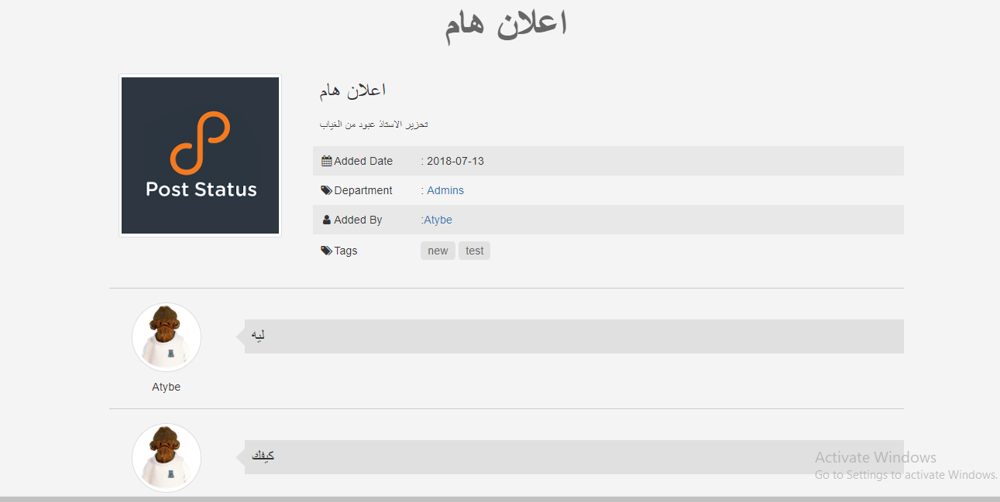 اعلان هام
Post Status
اعلان هام
تحزير الاستاذ عبود من الغياب
Added Date : 2018-07-13
Department : Admins
Added By :Atybe
Tags new test
ليه
Atybe
كيفك
Activate Windows
Go to Settings to activate Windows.